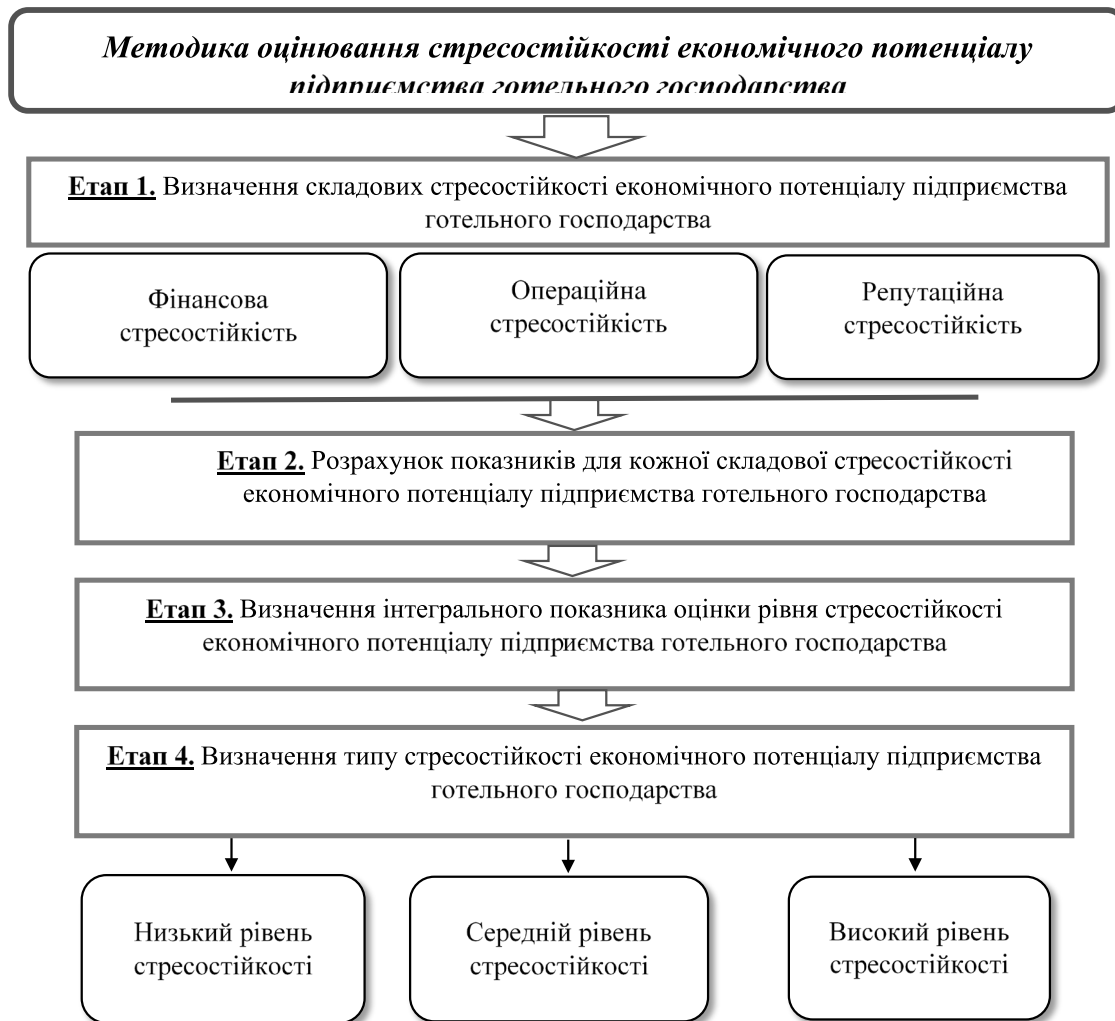 Методика оцінювання стресостійкості економічного потенціалу
підприємства готельного господарства
Етап 1. Визначення складових стресостійкості економічного потенціалу підприємства
готельного господарства
Фінансова
стресостійкість
Операційна
стресостійкість
Репутаційна
стресостійкість
Етап 2. Розрахунок показників для кожної складової стресостійкості
економічного потенціалу підприємства готельного господарства
Етап 3. Визначення інтегрального показника оцінки рівня стресостійкості
економічного потенціалу підприємства готельного господарства
Етап 4. Визначення типу стресостійкості економічного потенціалу підприємства
готельного господарства
Низький рівень
стресостійкості
Середній рівень
стресостійкості
Високий рівень
стресостійкості